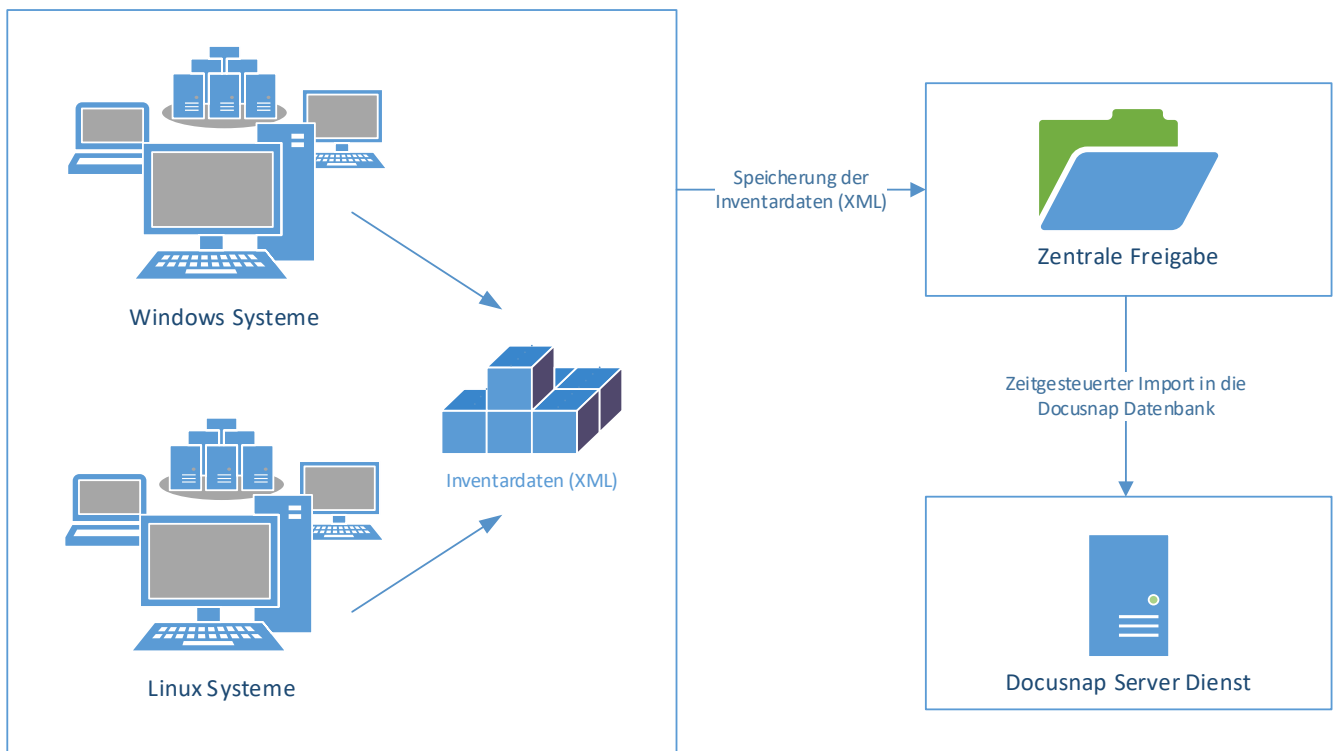 Windows Systeme
Inventardaten (XML)
Linux Systeme
Speicherung der
Inventardaten (XML)
Zentrale Freigabe
Zeitgesteuerter Import in die
Docusnap Datenbank
Docusnap Server Dienst